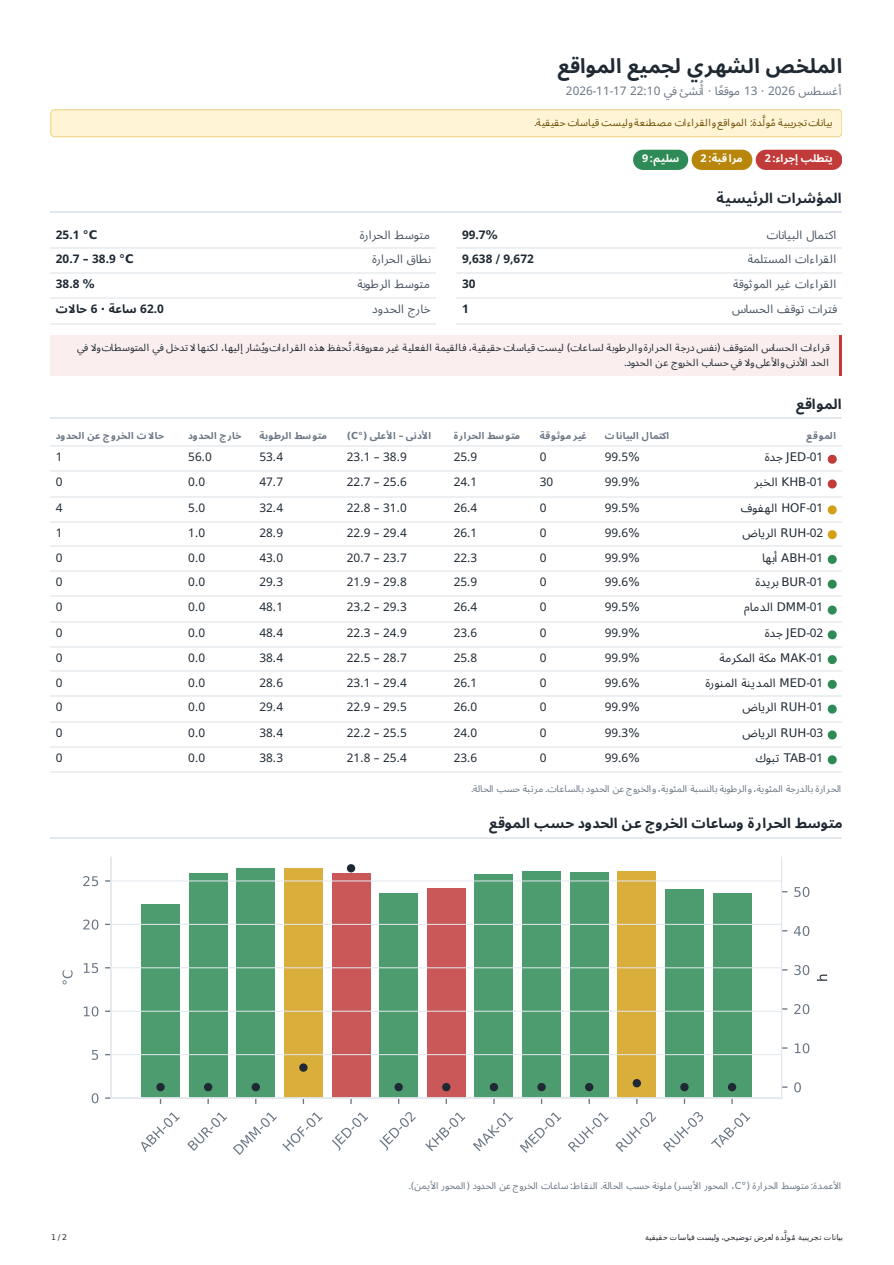 الملخص الشهري لجميع المواقع
أغسطس 2026 · 13 موقعًا · أُنشئ في 22:10 17-11-2026
بيانات تجريبية مُولَّدة: المواقع والقراءات مصطنعة وليست قياسات حقيقية.
يتطلب إجراء: 2 مراقبة: 2 سليم: 9
المؤشرات الرئيسية
اكتمال البيانات 99.7%
القراءات المستلمة 9,638 / 9,672
القراءات غير الموثوقة 30
فترات توقف الحساس 1
متوسط الحرارة 25.1 °C
نطاق الحرارة 20.7 – 38.9 °C
متوسط الرطوبة 38.8 %
خارج الحدود 62.0 ساعة · 6 حالات
قراءات الحساس المتوقف (نفس درجة الحرارة والرطوبة لساعات) ليست قياسات حقيقية، فالقيمة الفعلية غير معروفة. تُحفظ هذه القراءات ويُشار إليها، لكنها لا تدخل في المتوسطات ولا في
الحد الأدنى والأعلى ولا في حساب الخروج عن الحدود.
المواقع
الموقع اكتمال البيانات غير موثوقة متوسط الحرارة الأدنى – الأعلى (°C) متوسط الرطوبة خارج الحدود حالات الخروج عن الحدود
JED-01 جدة 99.5% 0 25.9 23.1 – 38.9 53.4 56.0 1
KHB-01 الخبر 99.9% 30 24.1 22.7 – 25.6 47.7 0.0 0
HOF-01 الهفوف 99.5% 0 26.4 22.8 – 31.0 32.4 5.0 4
RUH-02 الرياض 99.6% 0 26.1 22.9 – 29.4 28.9 1.0 1
ABH-01 أبها 99.9% 0 22.3 20.7 – 23.7 43.0 0.0 0
BUR-01 بريدة 99.6% 0 25.9 21.9 – 29.8 29.3 0.0 0
DMM-01 الدمام 99.5% 0 26.4 23.2 – 29.3 48.1 0.0 0
JED-02 جدة 99.9% 0 23.6 22.3 – 24.9 48.4 0.0 0
MAK-01 مكة المكرمة 99.9% 0 25.8 22.5 – 28.7 38.4 0.0 0
MED-01 المدينة المنورة 99.6% 0 26.1 23.1 – 29.4 28.6 0.0 0
RUH-01 الرياض 99.9% 0 26.0 22.9 – 29.5 29.4 0.0 0
RUH-03 الرياض 99.3% 0 24.0 22.2 – 25.5 38.4 0.0 0
TAB-01 تبوك 99.6% 0 23.6 21.8 – 25.4 38.3 0.0 0
الحرارة بالدرجة المئوية، والرطوبة بالنسبة المئوية، والخروج عن الحدود بالساعات. مرتبة حسب الحالة.
متوسط الحرارة وساعات الخروج عن الحدود حسب الموقع
°C
25
20
15
10
5
0
50
40
30
20
10
0
h
ABH-01 BUR-01 DMM-01 HOF-01 JED-01 JED-02 KHB-01 MAK-01 MED-01 RUH-01 RUH-02 RUH-03 TAB-01
الأعمدة: متوسط الحرارة (°C، المحور الأيسر) ملونة حسب الحالة. النقاط: ساعات الخروج عن الحدود (المحور الأيمن).
بيانات تجريبية مُولَّدة لعرض توضيحي، وليست قياسات حقيقية
1 / 2